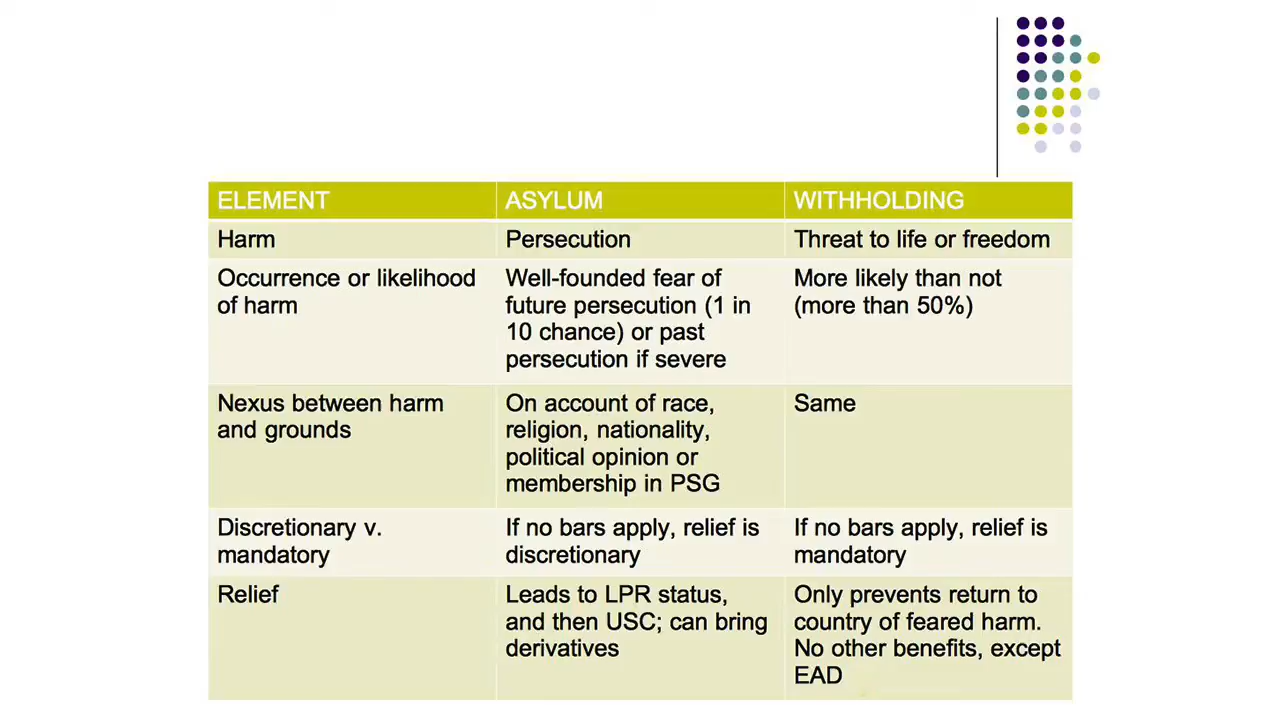 ELEMENT ASYLUM WITHHOLDING
Harm Persecution Threat to life or freedom
Occurrence or likelihood
of harm
Well-founded fear of
future persecution (1 in
10 chance) or past
persecution if severe
More likely than not
(more than 50%)
Nexus between harm
and grounds
On account of race,
religion, nationality,
political opinion or
membership in PSG
Same
Discretionary v.
mandatory
If no bars apply, relief is
discretionary
If no bars apply, relief is
mandatory
Relief
Leads to LPR status,
and then USC; can bring
derivatives
Only prevents return to
country of feared harm.
No other benefits, except
EAD